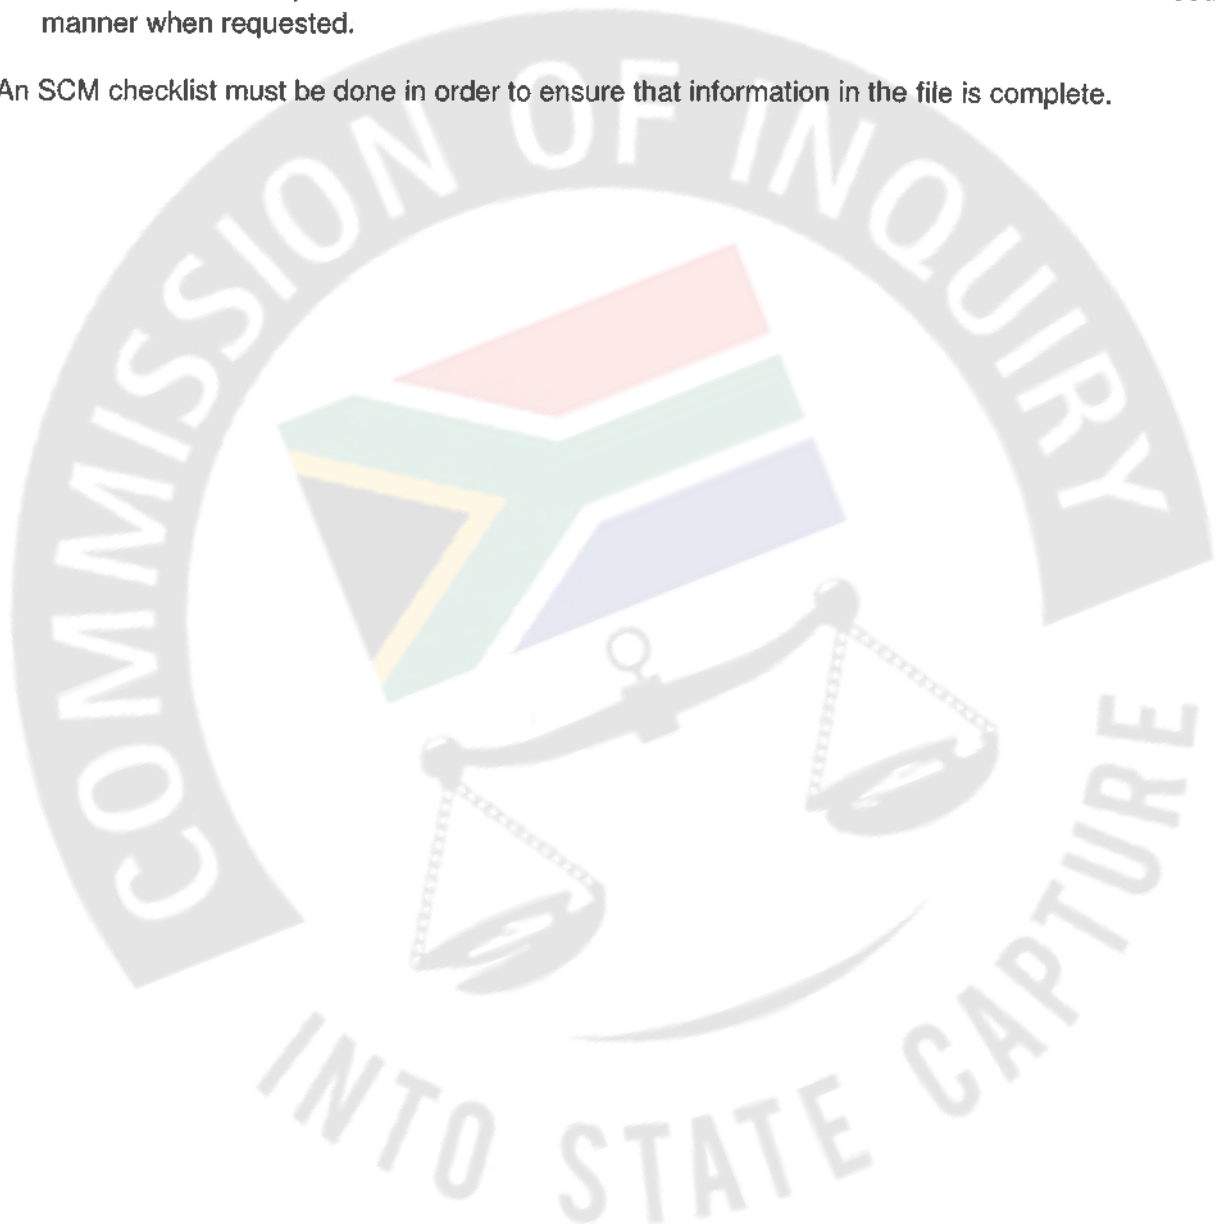 manner when requested.
An SCM checklist must be done in order to ensure that information in the file is complete.
COMMISSION OF INQUIRY
INTO STATE CAPTURE